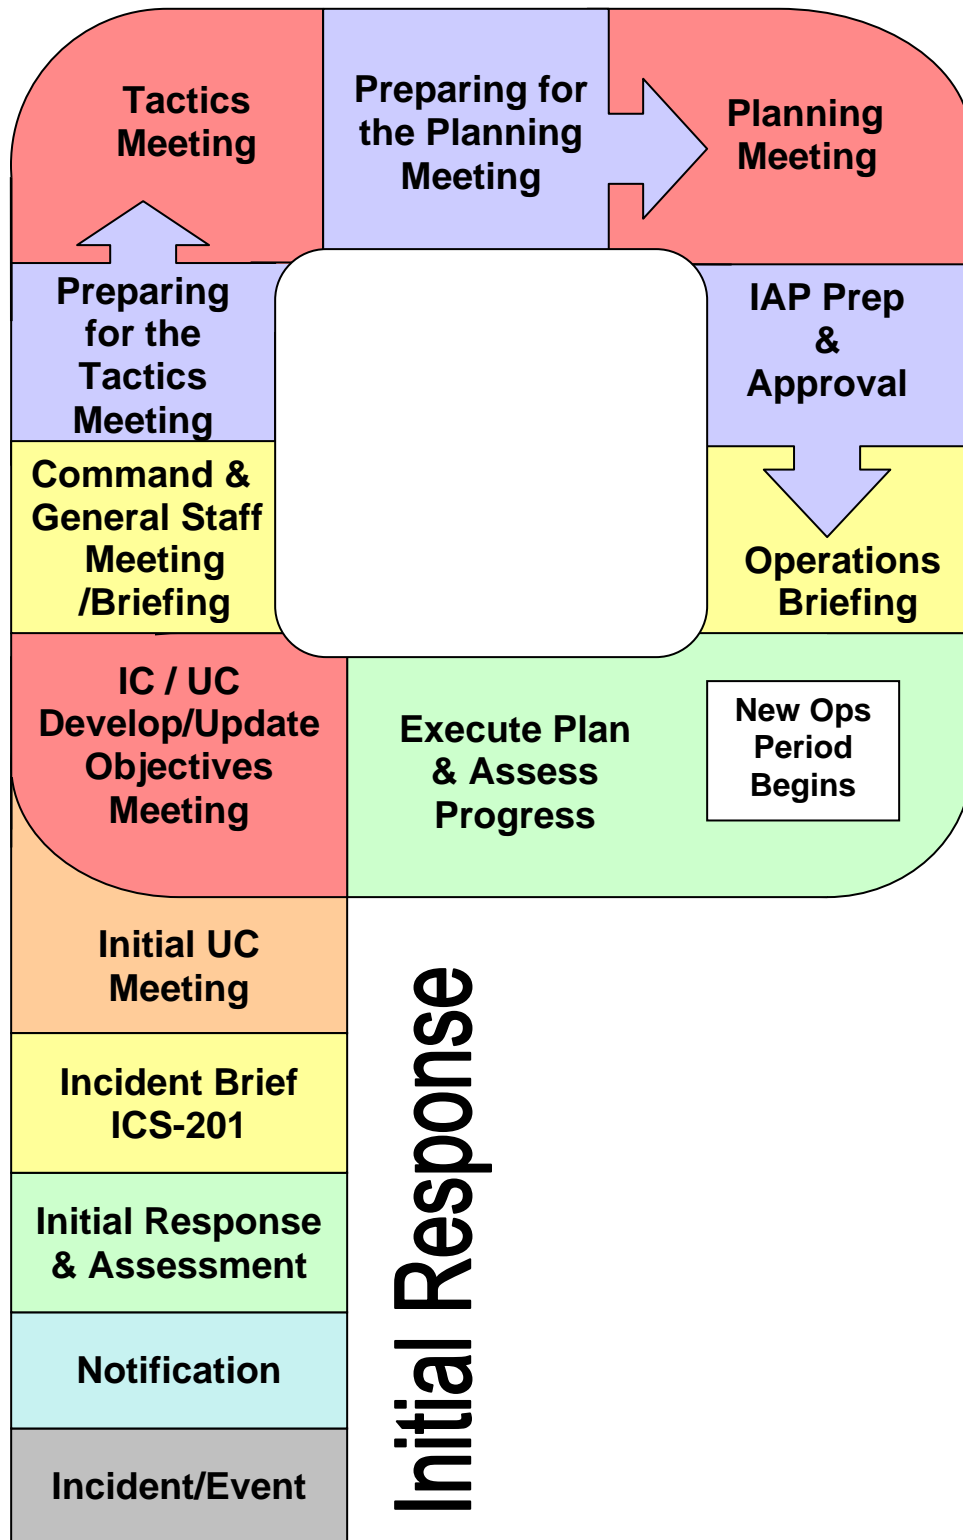 Tactics
Meeting
Preparing for
the Planning
Meeting
Planning
Meeting
Preparing
for the
Tactics
Meeting
IAP Prep
&
Approval
Command &
General Staff
Meeting
/Briefing
Operations
Briefing
IC / UC
Develop/Update
Objectives
Meeting
Execute Plan
& Assess
Progress
New Ops
Period
Begins
Initial UC
Meeting
Incident Brief
ICS-201
Initial Response
& Assessment
Notification
Incident/Event
Initial Response